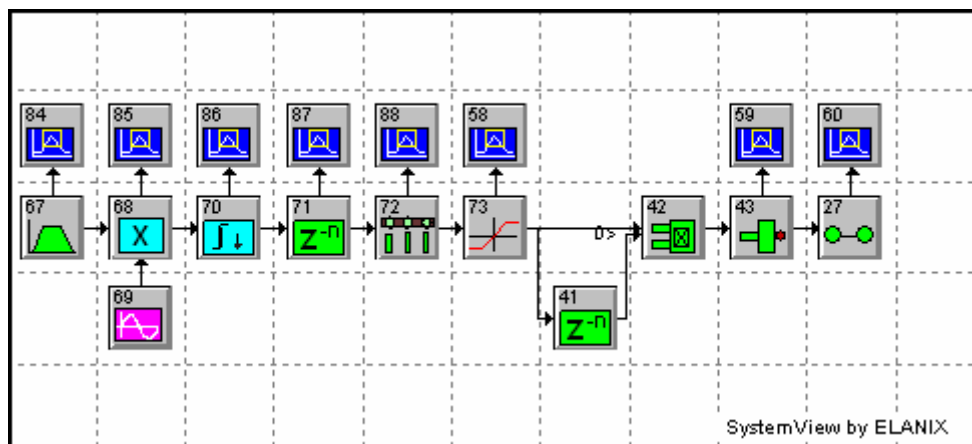 84 85 86 87 88 58 59 60
67 68 70 71 72 73 42 43 27
X Z-n 0>
69 41
Z-n
SystemView by ELANIX